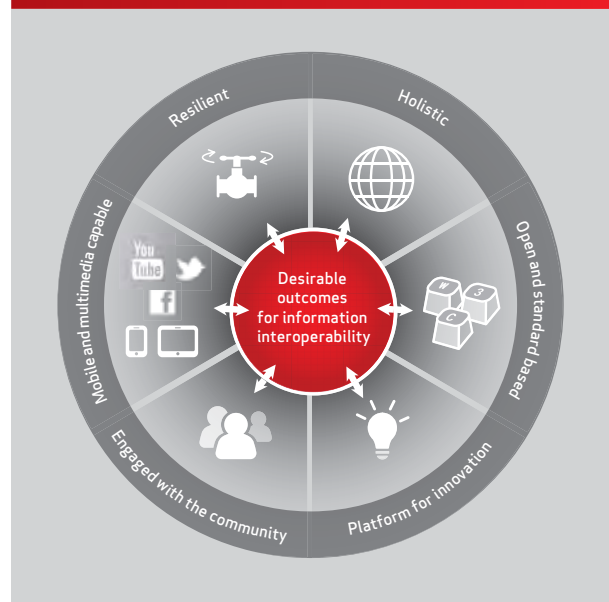 Resilient
Holistic
Mobile and multimedia capable
Open and standard based
You
Tube
f
W
3
C
Desirable
outcomes
for information
interoperability
Engaged with the community
Platform for innovation